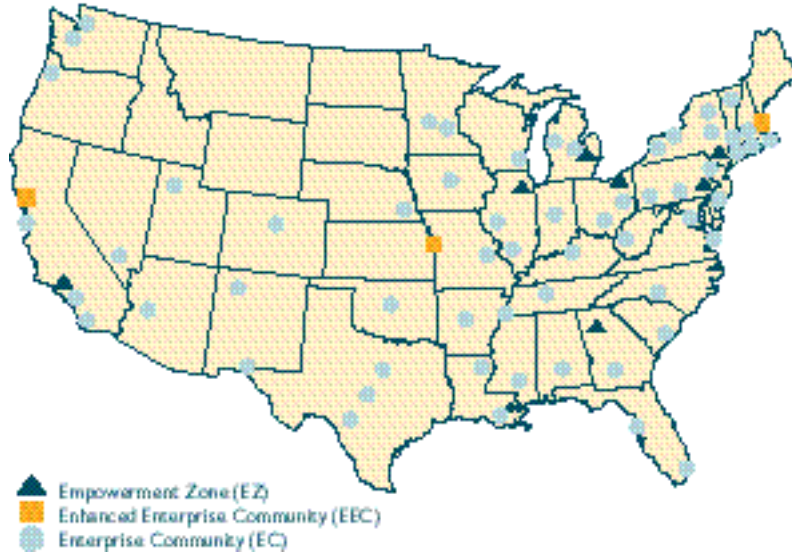 Empowerment Zone (EZ)
Enhanced Enterprise Community (EEC)
Enterprise Community (EC)